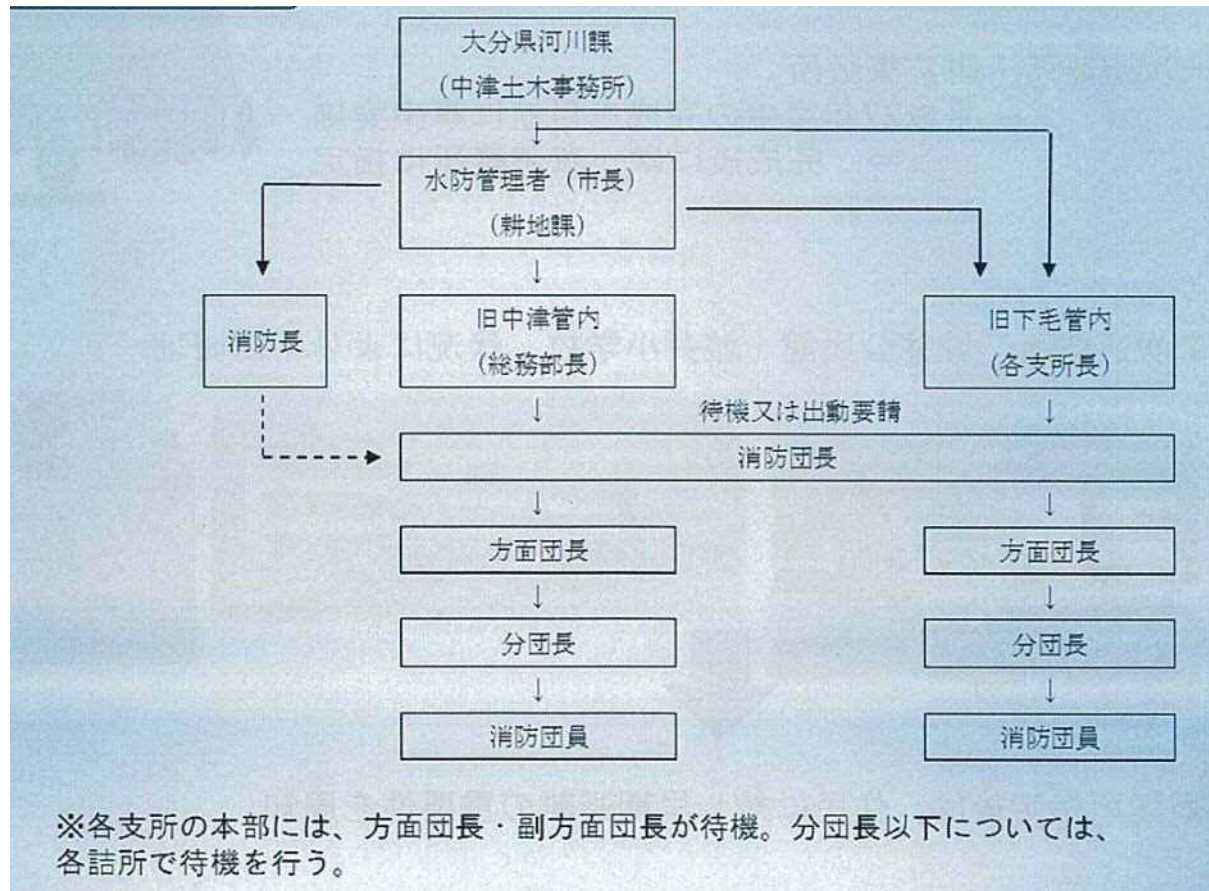 大分県河川課
（中津土木事務所）
水防管理者（市長）
（耕地課）
消防長
旧中津管内
（総務部長）
旧下毛管内
（各支所長）
待機又は出動要請
消防団長
方面団長
方面団長
分団長
分団長
消防団員
消防団員
※各支所の本部には、方面団長・副方面団長が待機。分団長以下については、
各詰所で待機を行う。